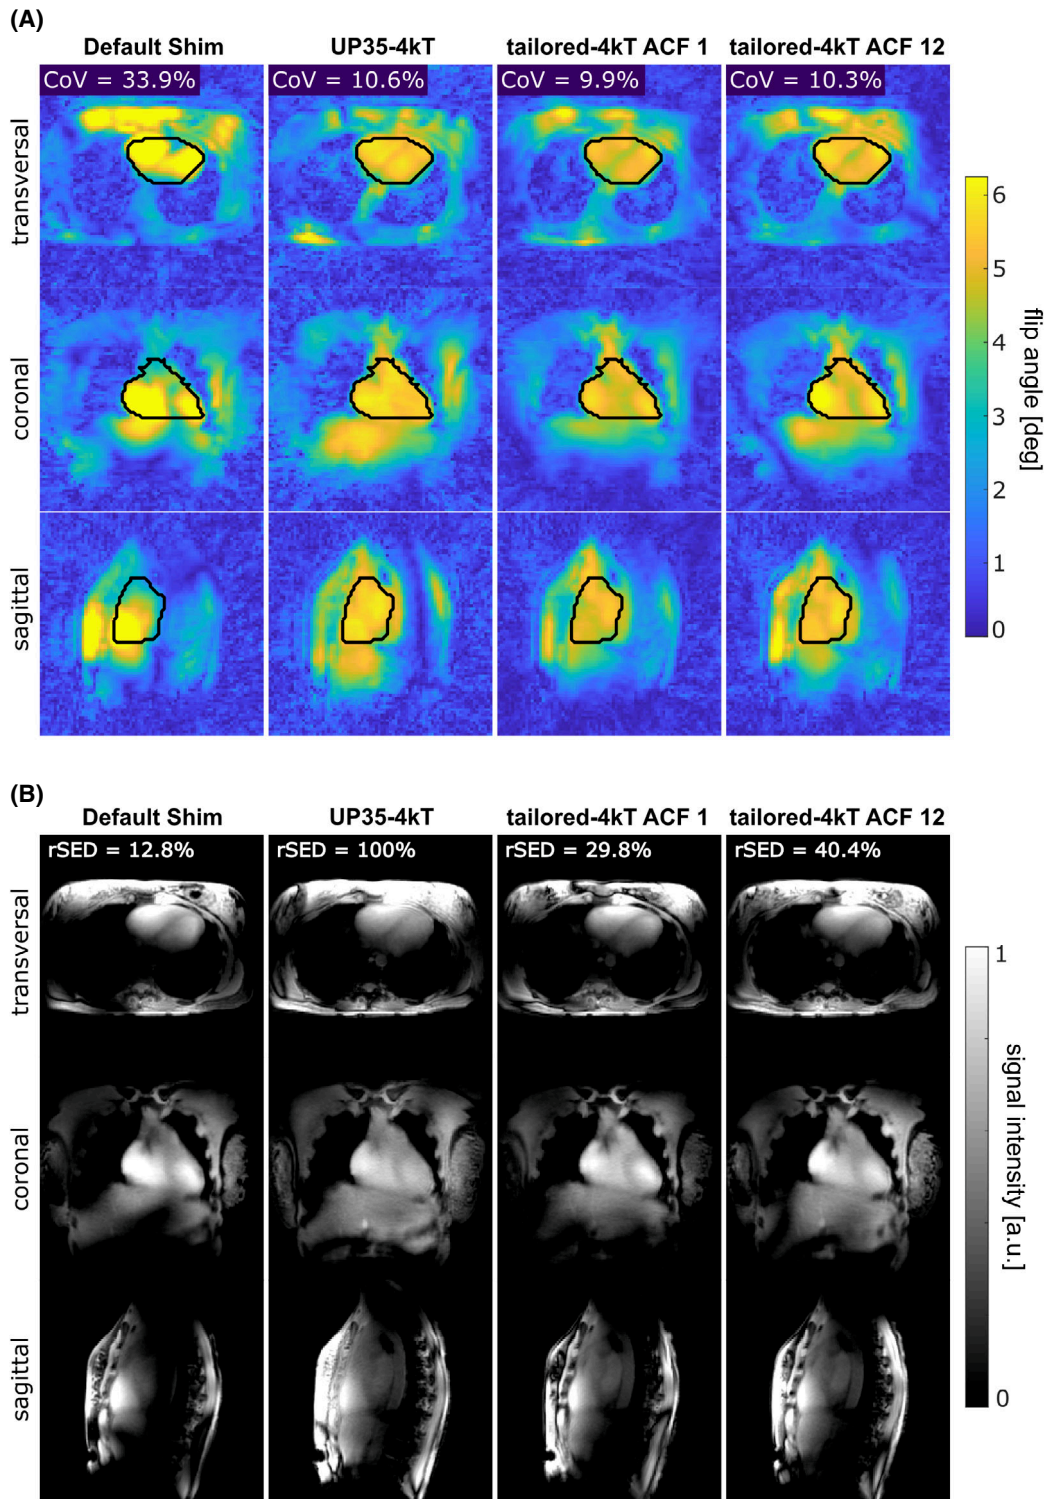 (A)
Default Shim UP35-4kT tailored-4kT ACF 1 tailored-4kT ACF 12
CoV = 33.9% CoV = 10.6% CoV = 9.9% CoV = 10.3%
transversal
coronal
sagittal
6
5
4
3
2
1
0
flip angle [deg]
(B)
Default Shim UP35-4kT tailored-4kT ACF 1 tailored-4kT ACF 12
rSED = 12.8% rSED = 100% rSED = 29.8% rSED = 40.4%
transversal
coronal
sagittal
1
0
signal intensity [a.u.]